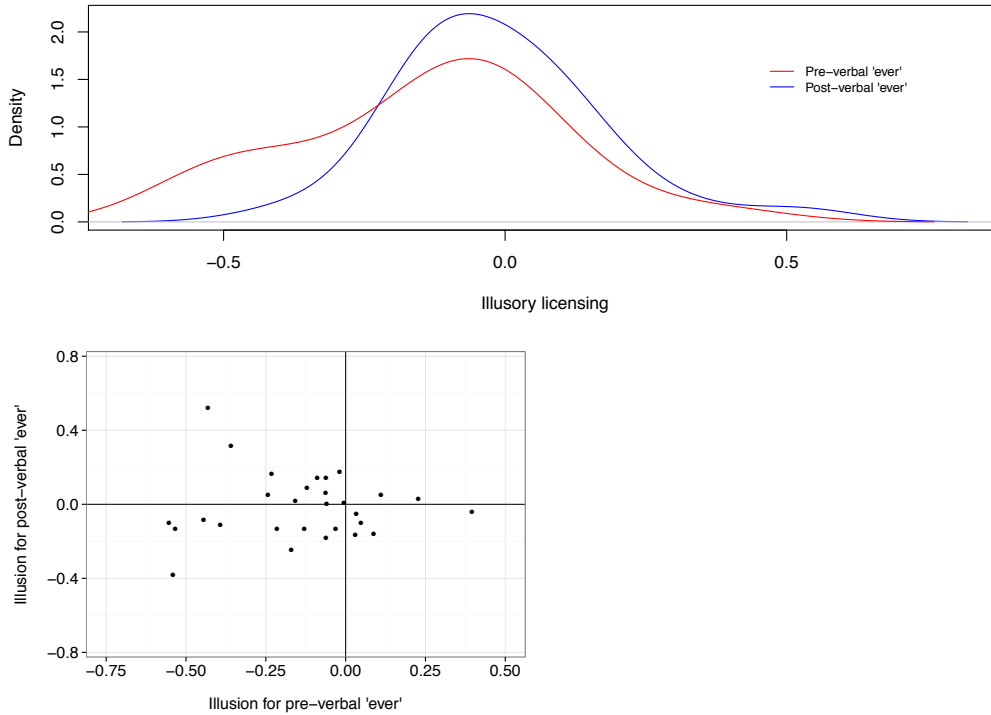 Density
0.0
0.5
1.0
1.5
2.0
Pre−verbal 'ever'
Post−verbal 'ever'
−0.5 0.0 0.5
Illusory licensing
Illusion for post−verbal 'ever'
0.8
0.4
0.0
−0.4
−0.8
−0.75 −0.50 −0.25 0.00 0.25 0.50
Illusion for pre−verbal 'ever'